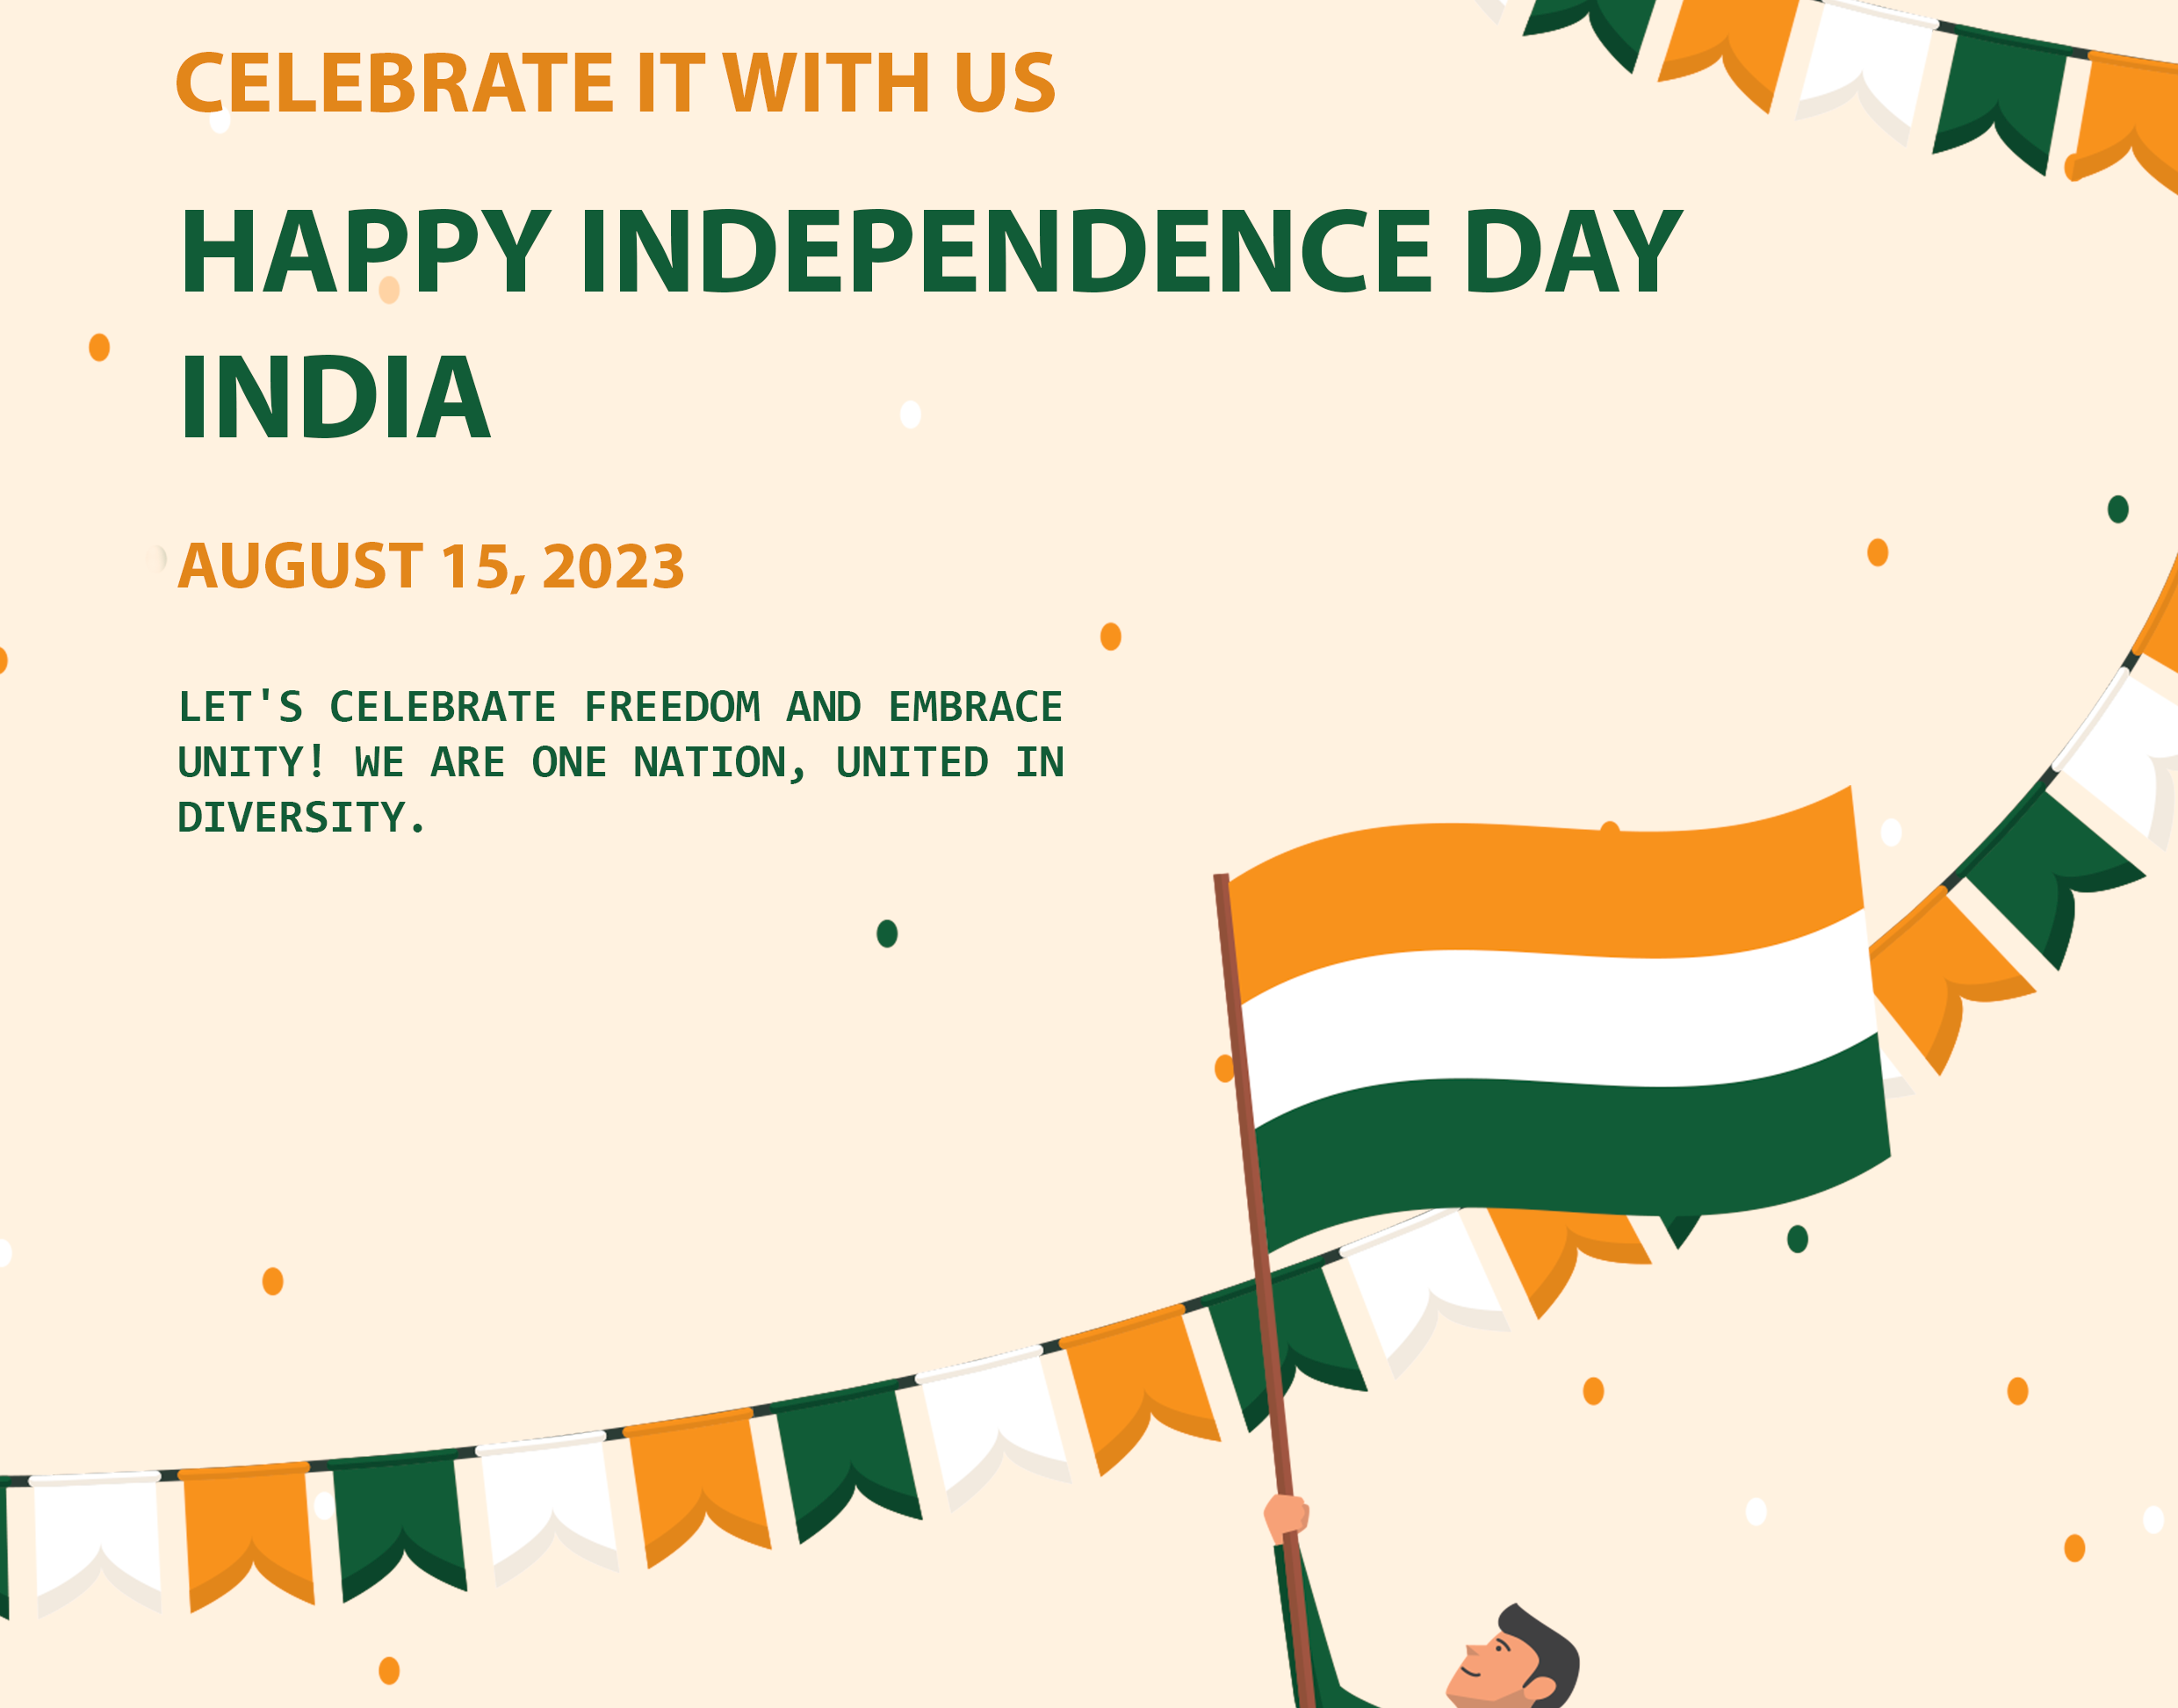 CELEBRATE IT WITH US
HAPPY INDEPENDENCE DAY
INDIA
AUGUST 15, 2023
LET'S CELEBRATE FREEDOM AND EMBRACE
UNITY! WE ARE ONE NATION, UNITED IN
DIVERSITY.